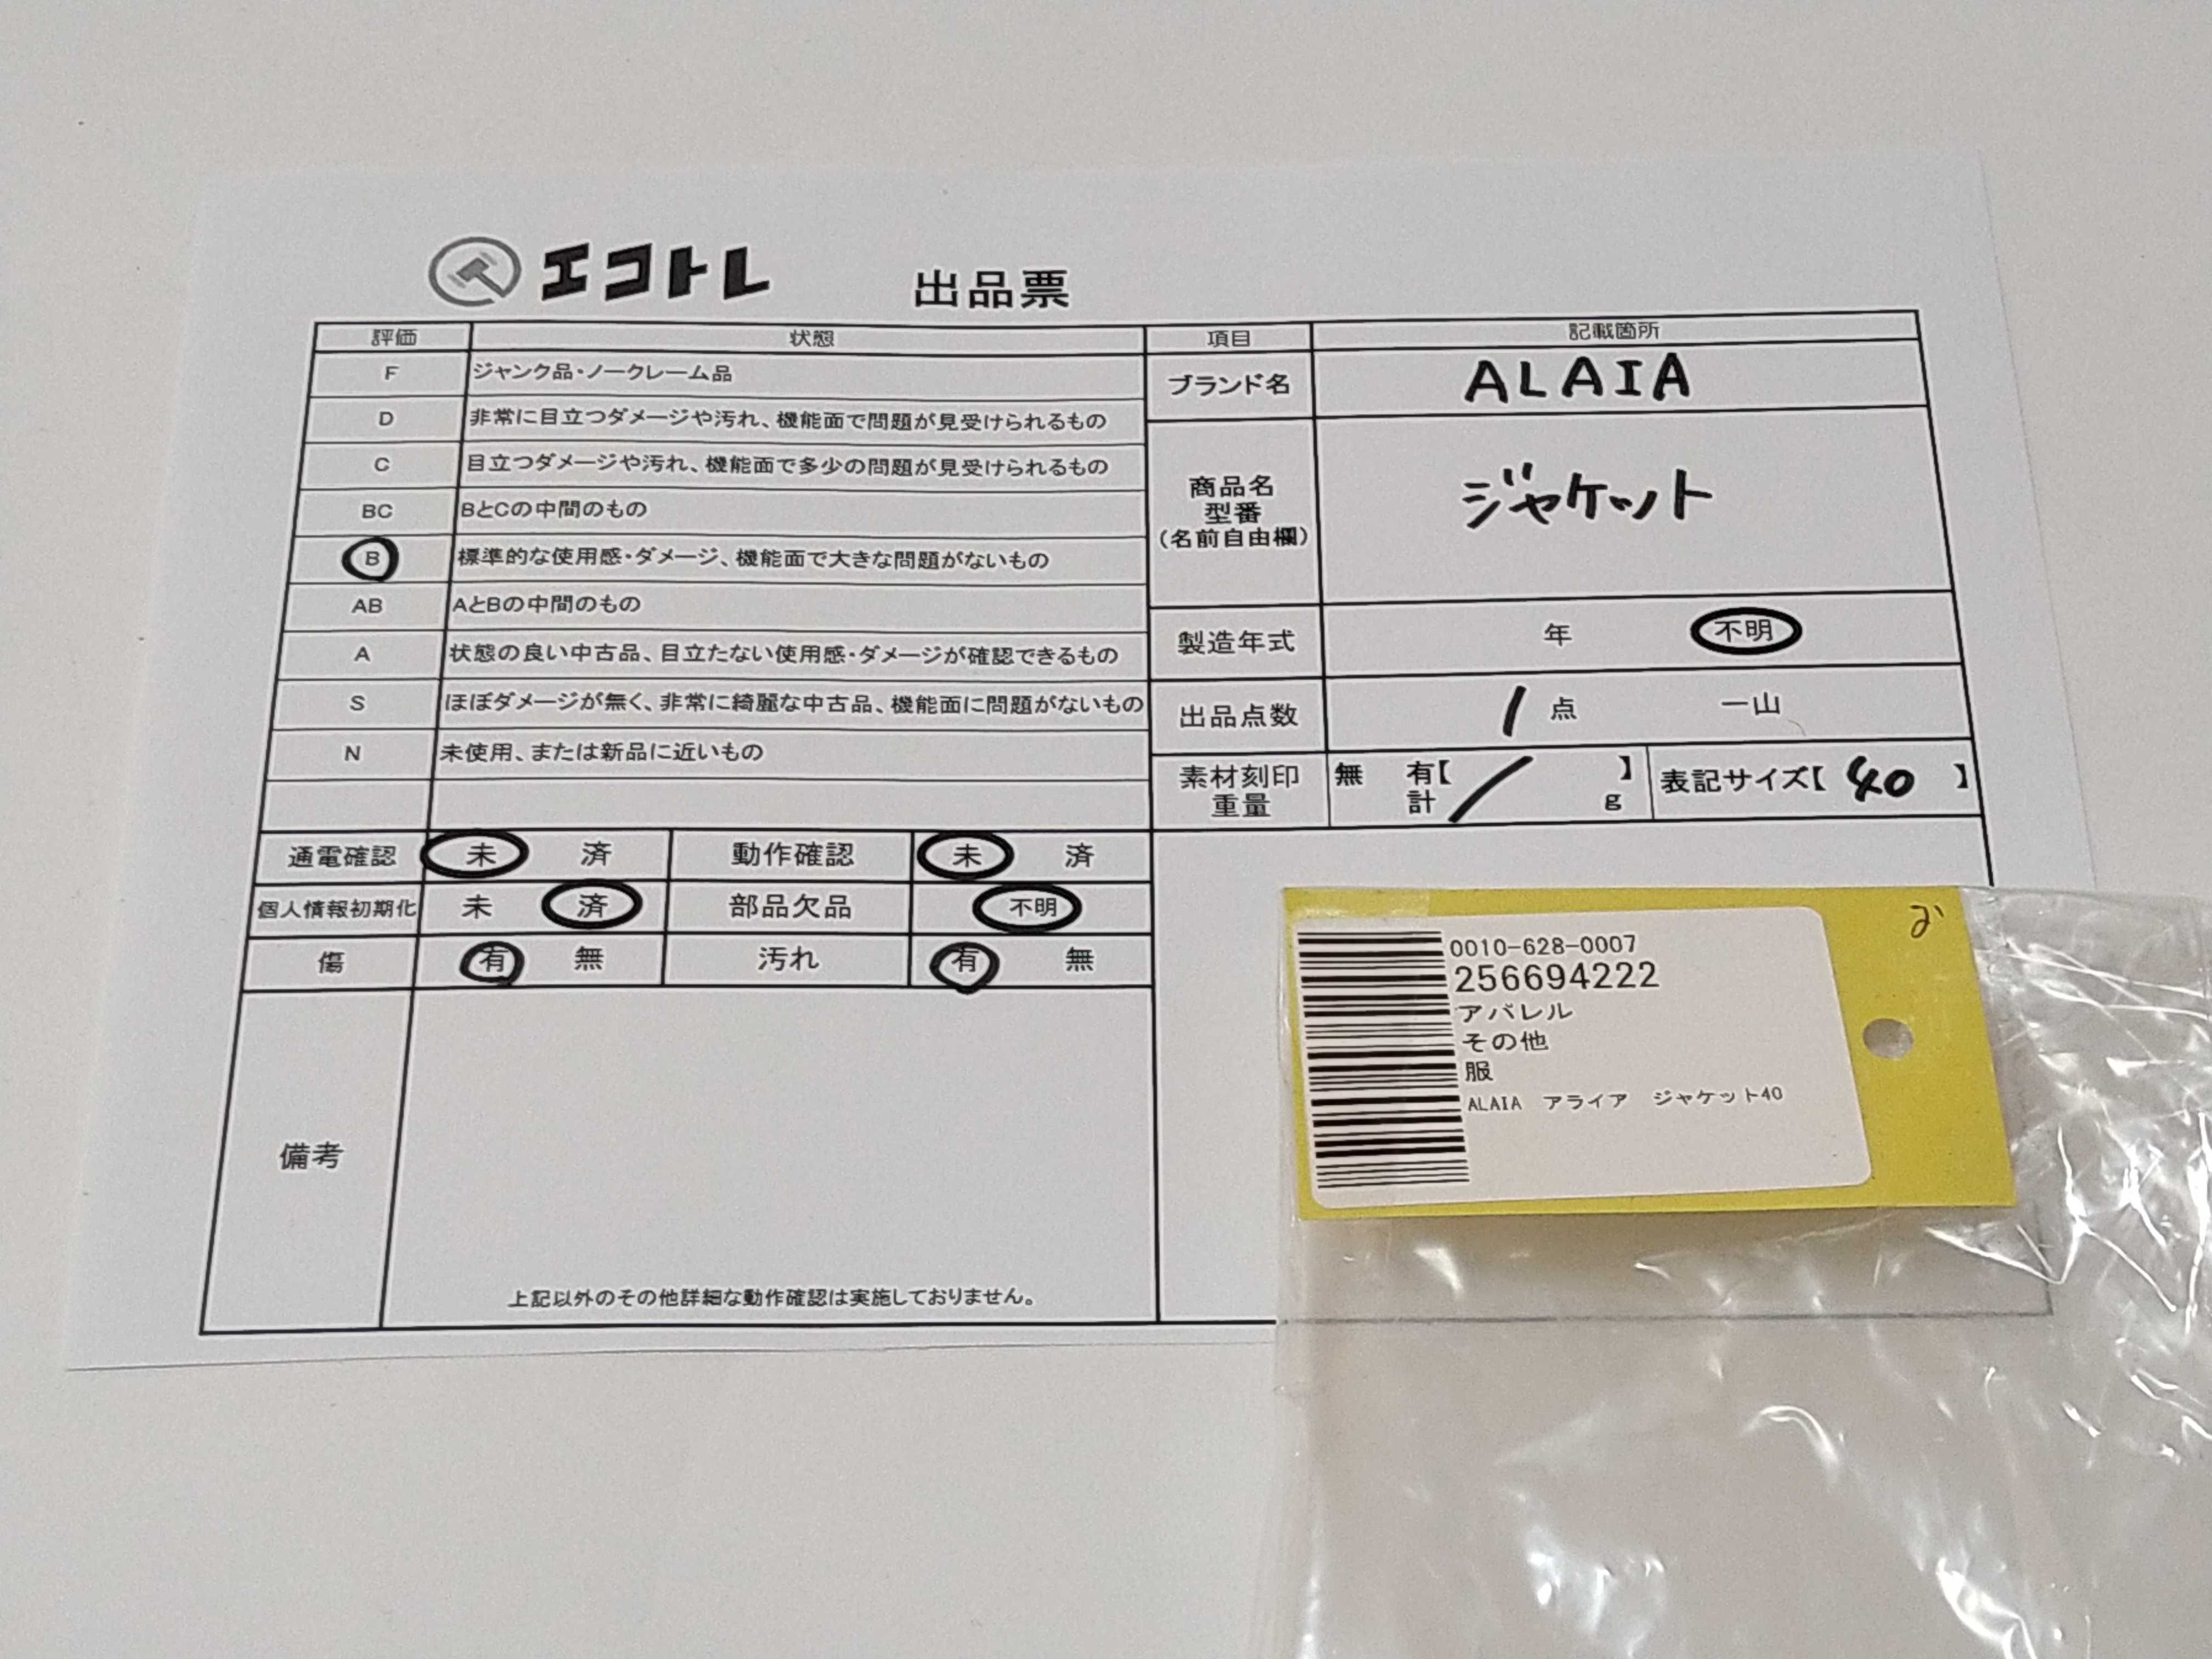 エコトレ 出品票
評価 状態
F ジャンク品・ノークレーム品
D 非常に目立つダメージや汚れ、機能面で問題が見受けられるもの
C 目立つダメージや汚れ、機能面で多少の問題が見受けられるもの
BC BとCの中間のもの
B 標準的な使用感・ダメージ、機能面で大きな問題がないもの
AB AとBの中間のもの
A 状態の良い中古品、目立たない使用感・ダメージが確認できるもの
S ほぼダメージが無く、非常に綺麗な中古品、機能面に問題がないもの
N 未使用、または新品に近いもの
項目 記載箇所
ブランド名 ALAIA
商品名
型番
(名前自由欄)
ジャケット
製造年式 年 不明
出品点数 1点 一山
素材刻印 無 有【 】
重量 計 g
表記サイズ【 40 】
通電確認 未 済 動作確認 未 済
個人情報初期化 未 済 部品欠品 不明
傷 有 無 汚れ 有 無
備考
上記以外のその他詳細な動作確認は実施しておりません。
0010-628-0007
256694222
アパレル
その他
服
ALAIA アライア ジャケット40